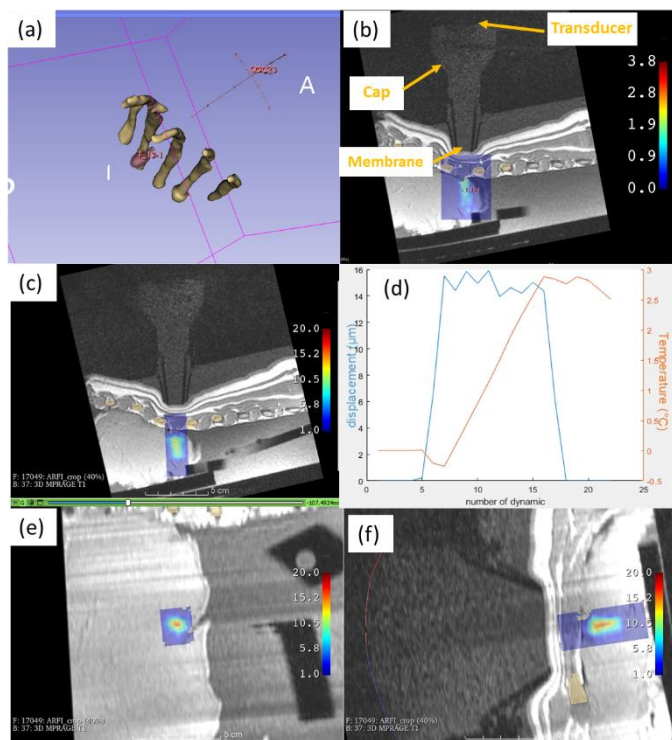 (a)
A
I
(b)
Transducer
Cap
Membrane
3.8
2.9
1.9
0.9
0.0
(c)
20.0
15.2
10.5
5.8
1.0
F: 17049: ARFI_crop (40%)
B: 37: 3D MPRAGE T1
5 cm
(d)
16
14
12
10
8
6
4
2
0
displacement (µm)
0 5 10 15 20 25
number of dynamic
3
2.5
2
1.5
1
0.5
0
-0.5
Temperature (°C)
(e)
20.0
15.2
10.5
5.8
1.0
F: 17049: ARFI_crop (40%)
B: 37: 3D MPRAGE T1
5 cm
(f)
20.0
15.2
10.5
5.8
1.0
F: 17049: ARFI_crop (40%)
B: 37: 3D MPRAGE T1